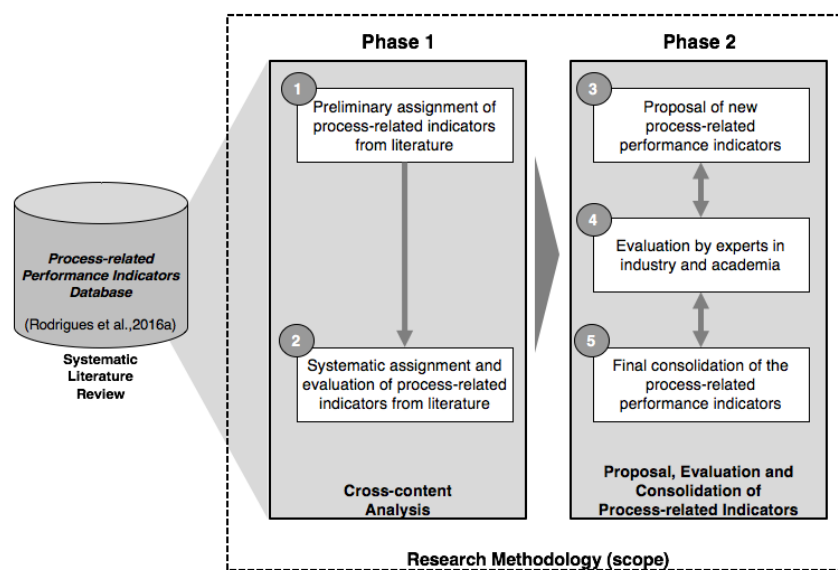 Process-related
Performance Indicators
Database
(Rodrigues et al.,2016a)
Systematic
Literature
Review
Phase 1
1
Preliminary assignment of
process-related indicators
from literature
2
Systematic assignment and
evaluation of process-related
indicators from literature
Cross-content
Analysis
Phase 2
3
Proposal of new
process-related
performance indicators
4
Evaluation by experts in
industry and academia
5
Final consolidation of the
process-related
performance indicators
Proposal, Evaluation and
Consolidation of
Process-related Indicators
Research Methodology (scope)